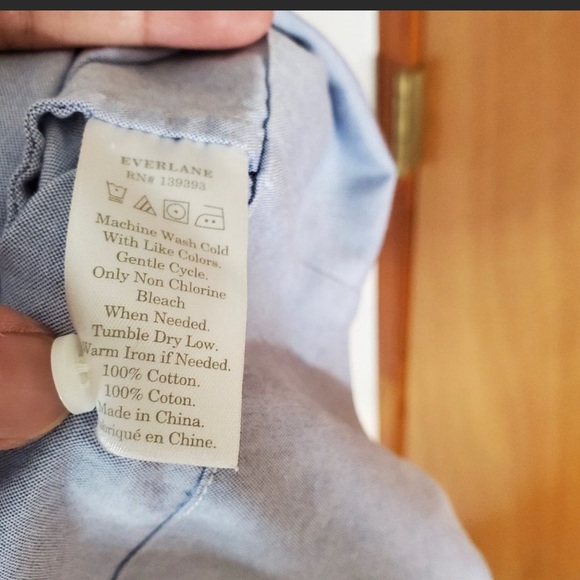 EVERLANE
RN# 139393
Machine Wash Cold
With Like Colors.
Gentle Cycle.
Only Non Chlorine
Bleach
When Needed.
Tumble Dry Low.
Warm Iron if Needed.
100% Cotton.
100% Coton.
Made in China.
en Chine.